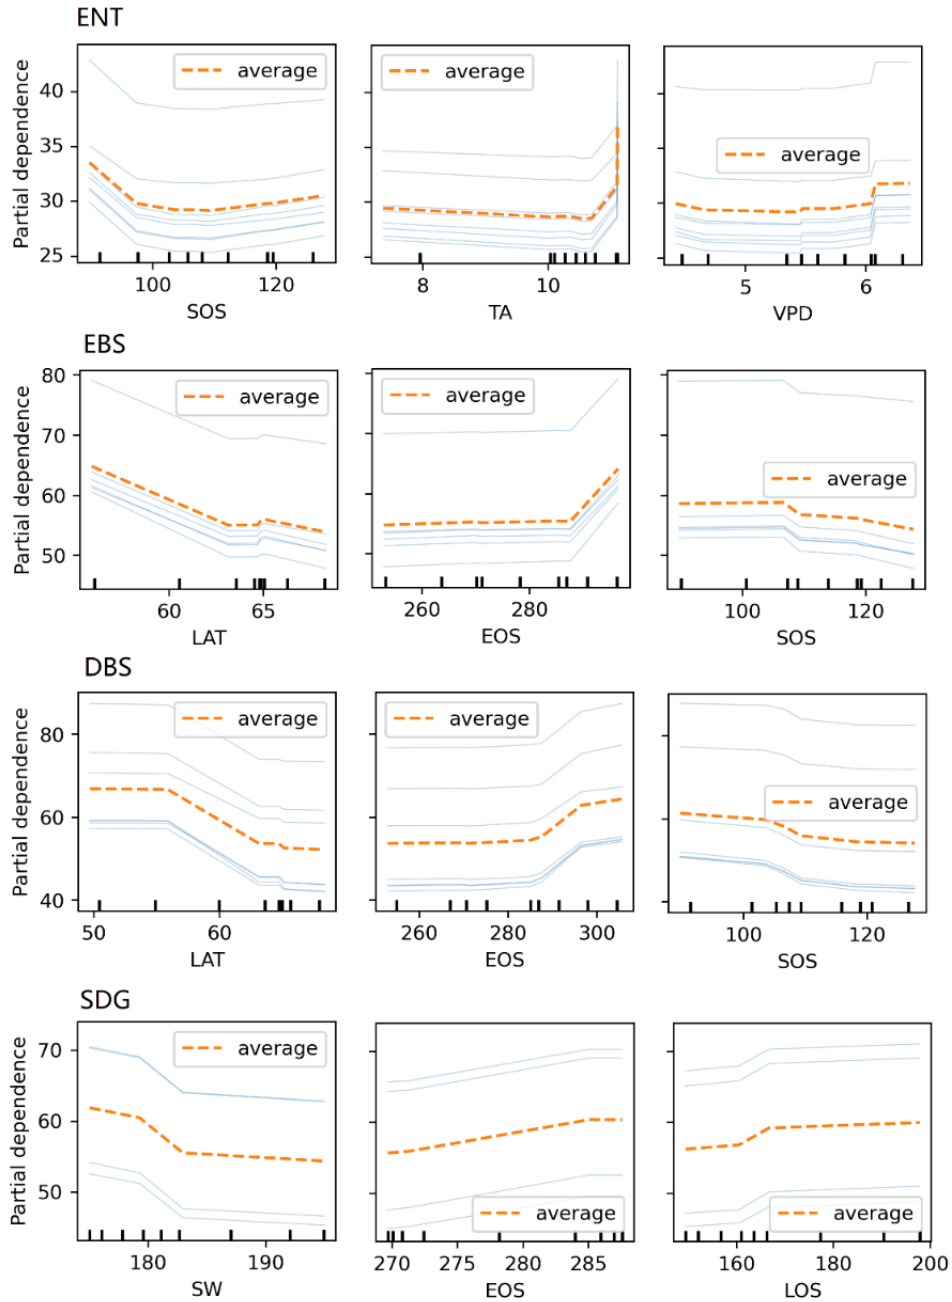 ENT
average
average
average
Partial dependence
40
35
30
25
100 120
8 10
5 6
SOS
TA
VPD
EBS
average
average
average
Partial dependence
80
70
60
50
60 65
260 280
100 120
LAT
EOS
SOS
DBS
average
average
average
Partial dependence
80
60
40
50 60
260 280 300
100 120
LAT
EOS
SOS
SDG
average
average
average
Partial dependence
70
60
50
180 190
270 275 280 285
160 180 200
SW
EOS
LOS